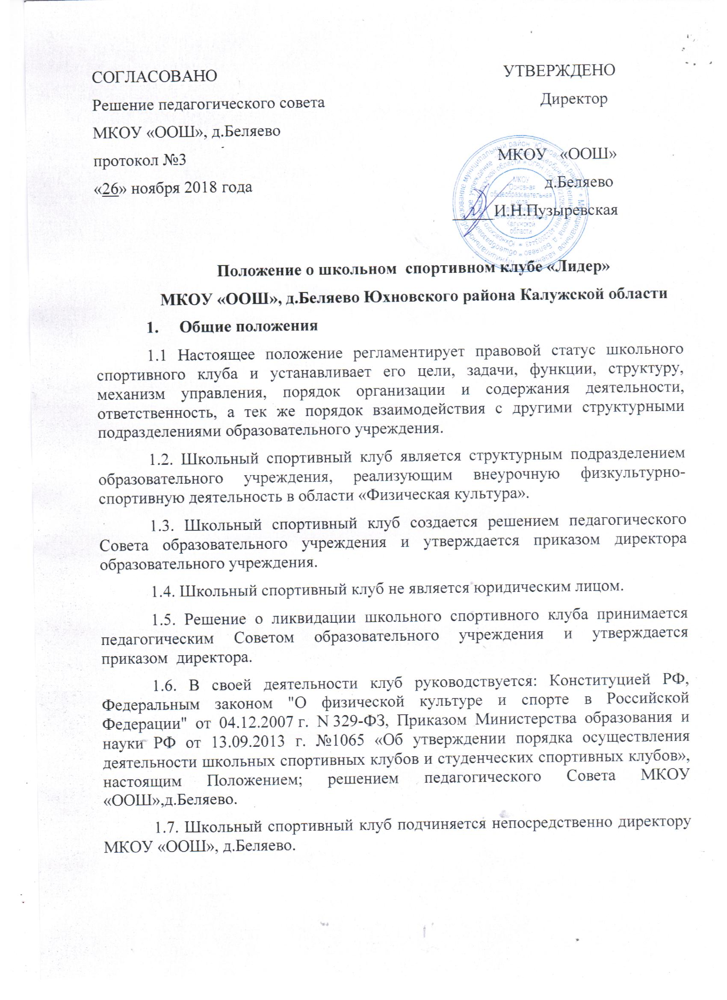 СОГЛАСОВАНО
Решение педагогического совета
МКОУ «ООШ», д.Беляево
протокол №3
«26» ноября 2018 года
УТВЕРЖДЕНО
Директор
МКОУ «ООШ»
д.Беляево
И.Н.Пузыревская
МКОУ
"Основная
общеобразовательная
школа"
д. Беляево
Юхновского района
Калужской
области
Положение о школьном спортивном клубе «Лидер»
МКОУ «ООШ», д.Беляево Юхновского района Калужской области
1. Общие положения
1.1 Настоящее положение регламентирует правовой статус школьного
спортивного клуба и устанавливает его цели, задачи, функции, структуру,
механизм управления, порядок организации и содержания деятельности,
ответственность, а тек же порядок взаимодействия с другими структурными
подразделениями образовательного учреждения.
1.2. Школьный спортивный клуб является структурным подразделением
образовательного учреждения, реализующим внеурочную физкультурно-
спортивную деятельность в области «Физическая культура».
1.3. Школьный спортивный клуб создается решением педагогического
Совета образовательного учреждения и утверждается приказом директора
образовательного учреждения.
1.4. Школьный спортивный клуб не является юридическим лицом.
1.5. Решение о ликвидации школьного спортивного клуба принимается
педагогическим Советом образовательного учреждения и утверждается
приказом директора.
1.6. В своей деятельности клуб руководствуется: Конституцией РФ,
Федеральным законом "О физической культуре и спорте в Российской
Федерации" от 04.12.2007 г. N 329-ФЗ, Приказом Министерства образования и
науки РФ от 13.09.2013 г. №1065 «Об утверждении порядка осуществления
деятельности школьных спортивных клубов и студенческих спортивных клубов»,
настоящим Положением; решением педагогического Совета МКОУ
«ООШ»,д.Беляево.
1.7. Школьный спортивный клуб подчиняется непосредственно директору
МКОУ «ООШ», д.Беляево.